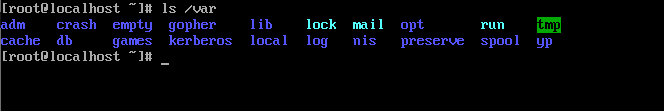 [root@localhost ~]# ls /var
adm crash empty gopher lib lock mail opt run tmp
cache db games kerberos local log nis preserve spool yp
[root@localhost ~]# _